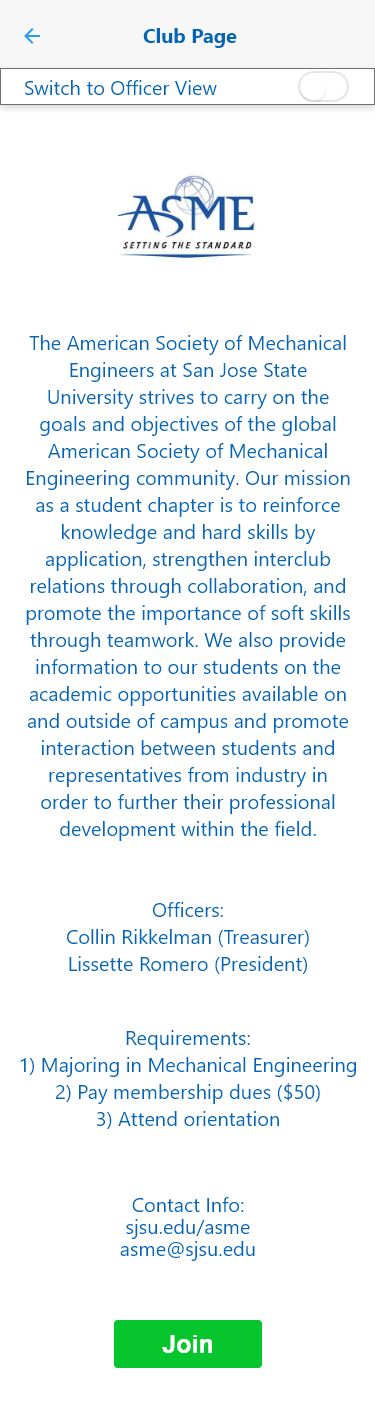 Club Page
Switch to Officer View
ASME
SETTING THE STANDARD
The American Society of Mechanical
Engineers at San Jose State
University strives to carry on the
goals and objectives of the global
American Society of Mechanical
Engineering community. Our mission
as a student chapter is to reinforce
knowledge and hard skills by
application, strengthen interclub
relations through collaboration, and
promote the importance of soft skills
through teamwork. We also provide
information to our students on the
academic opportunities available on
and outside of campus and promote
interaction between students and
representatives from industry in
order to further their professional
development within the field.
Officers:
Collin Rikkelman (Treasurer)
Lissette Romero (President)
Requirements:
1) Majoring in Mechanical Engineering
2) Pay membership dues ($50)
3) Attend orientation
Contact Info:
sjsu.edu/asme
asme@sjsu.edu
Join